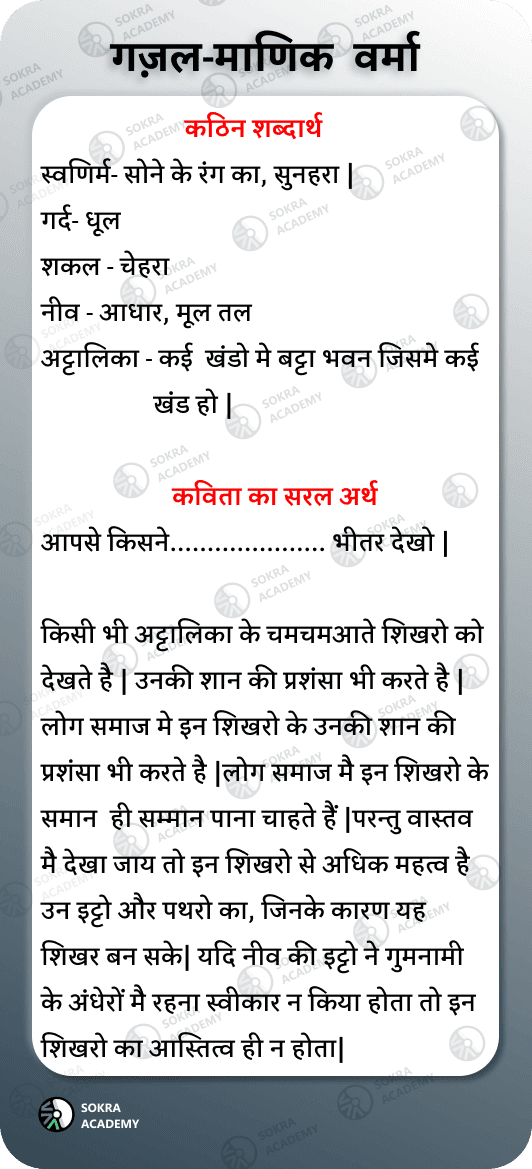 गज़ल-माणिक वर्मा
कठिन शब्दार्थ
स्वणिर्म- सोने के रंग का, सुनहरा |
गर्द- धूल
शकल - चेहरा
नीव - आधार, मूल तल
अट्टालिका - कई खंडो मे बट्टा भवन जिसमे कई
खंड हो |
कविता का सरल अर्थ
आपसे किसने..................... भीतर देखो |
किसी भी अट्टालिका के चमचमआते शिखरो को
देखते है | उनकी शान की प्रशंसा भी करते है |
लोग समाज मे इन शिखरो के उनकी शान की
प्रशंसा भी करते है |लोग समाज मै इन शिखरो के
समान ही सम्मान पाना चाहते हैं |परन्तु वास्तव
मै देखा जाय तो इन शिखरो से अधिक महत्व है
उन इट्टो और पथरो का, जिनके कारण यह
शिखर बन सके| यदि नीव की इट्टो ने गुमनामी
के अंधेरों मै रहना स्वीकार न किया होता तो इन
शिखरो का आस्तित्व ही न होता|
SOKRA
ACADEMY